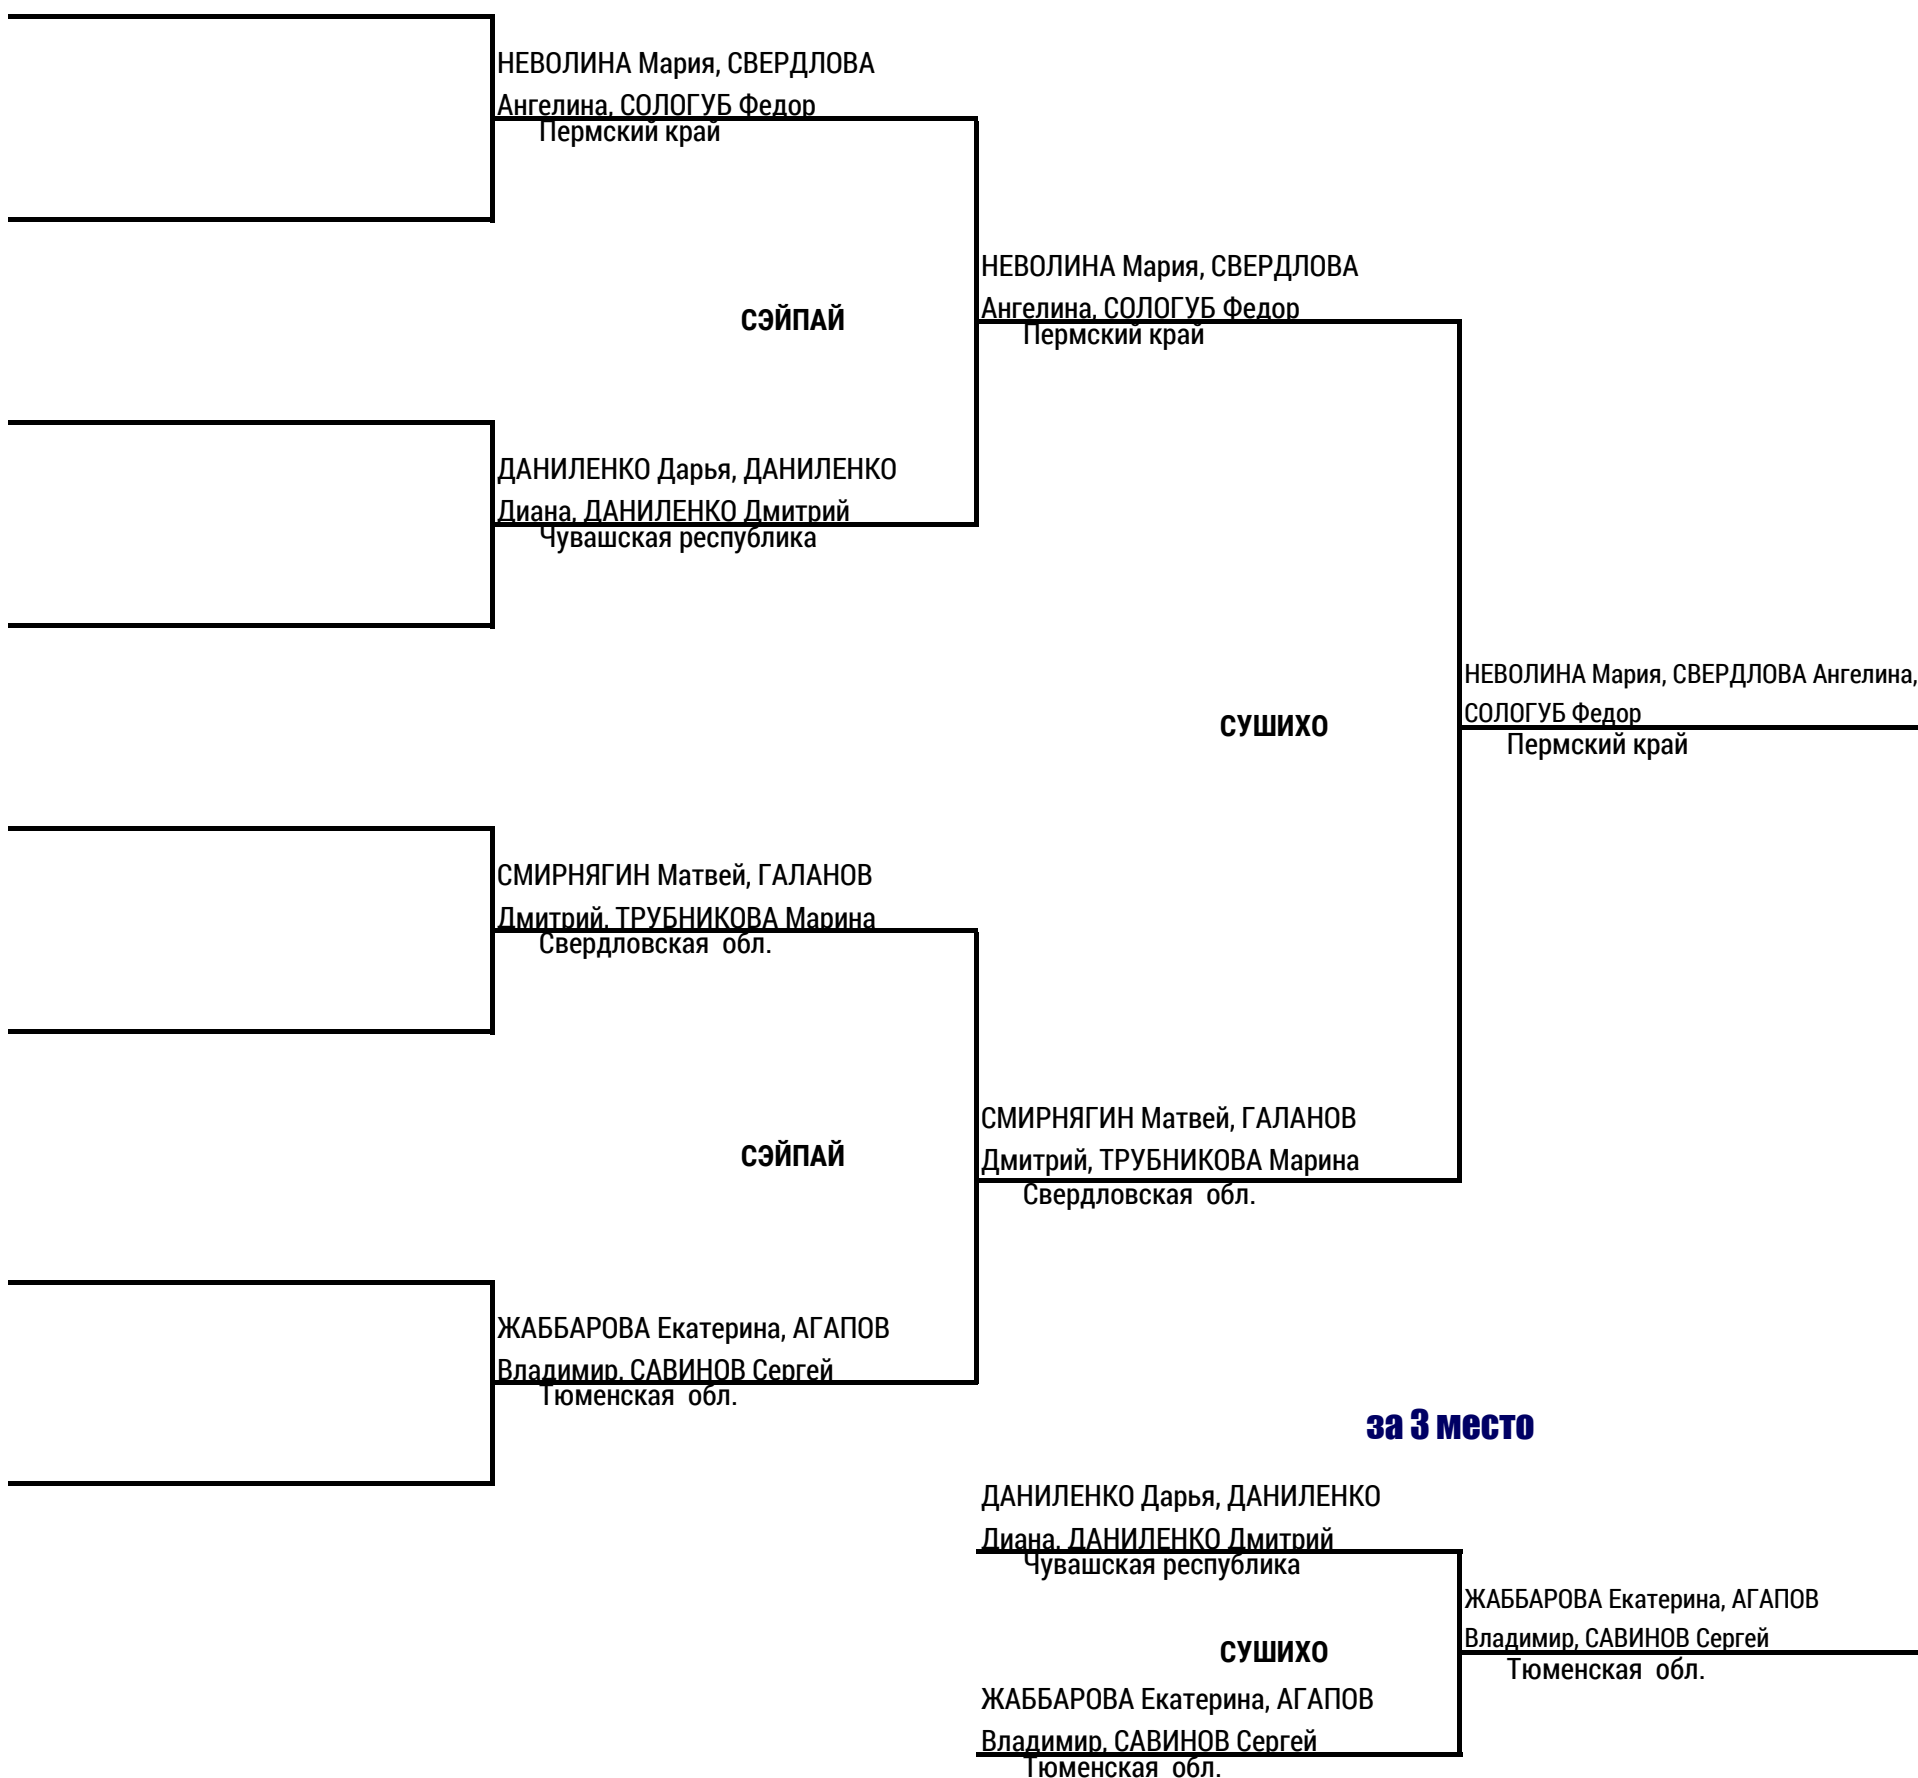 НЕВОЛИНА Мария, СВЕРДЛОВА
Ангелина, СОЛОГУБ Федор
Пермский край
СЭЙПАЙ
ДАНИЛЕНКО Дарья, ДАНИЛЕНКО
Диана, ДАНИЛЕНКО Дмитрий
Чувашская республика
НЕВОЛИНА Мария, СВЕРДЛОВА
Ангелина, СОЛОГУБ Федор
Пермский край
СУШИХО
НЕВОЛИНА Мария, СВЕРДЛОВА Ангелина,
СОЛОГУБ Федор
Пермский край
СМИРНЯГИН Матвей, ГАЛАНОВ
Дмитрий, ТРУБНИКОВА Марина
Свердловская обл.
СЭЙПАЙ
СМИРНЯГИН Матвей, ГАЛАНОВ
Дмитрий, ТРУБНИКОВА Марина
Свердловская обл.
ЖАББАРОВА Екатерина, АГАПОВ
Владимир, САВИНОВ Сергей
Тюменская обл.
за 3 место
ДАНИЛЕНКО Дарья, ДАНИЛЕНКО
Диана, ДАНИЛЕНКО Дмитрий
Чувашская республика
СУШИХО
ЖАББАРОВА Екатерина, АГАПОВ
Владимир, САВИНОВ Сергей
Тюменская обл.
ЖАББАРОВА Екатерина, АГАПОВ
Владимир, САВИНОВ Сергей
Тюменская обл.